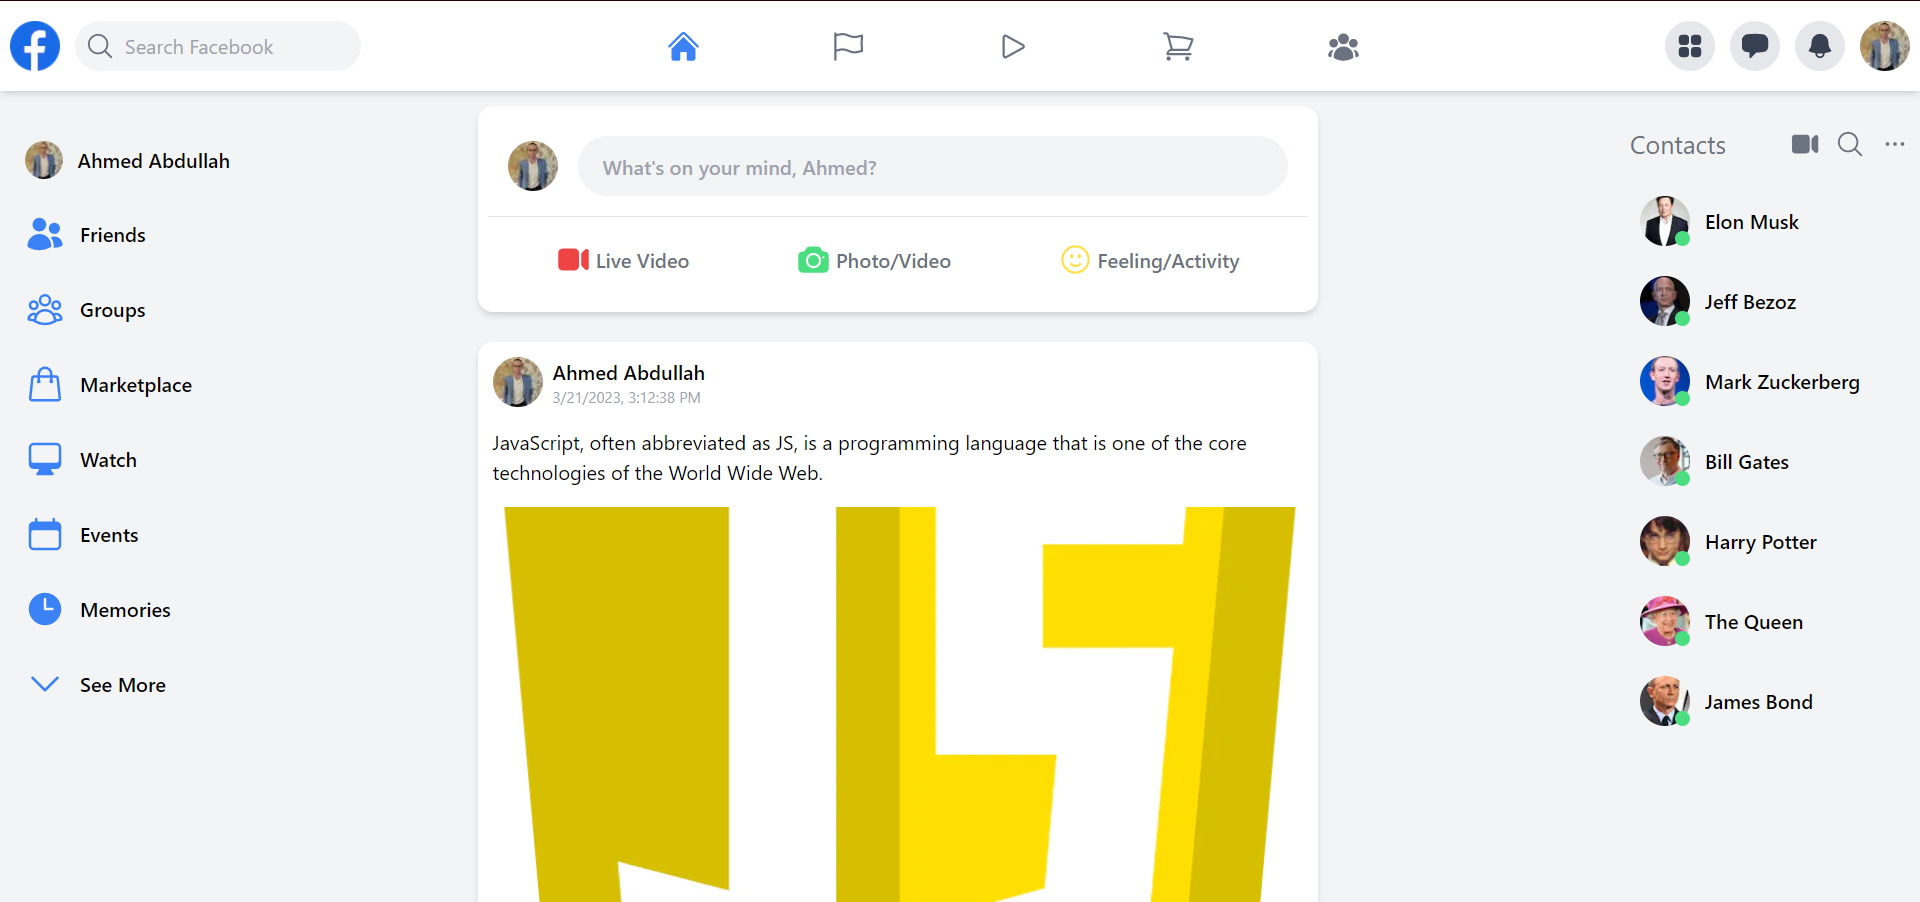 Search Facebook
Ahmed Abdullah
Friends
Groups
Marketplace
Watch
Events
Memories
See More
What's on your mind, Ahmed?
Live Video
Photo/Video
Feeling/Activity
Ahmed Abdullah
3/21/2023, 3:12:38 PM
JavaScript, often abbreviated as JS, is a programming language that is one of the core
technologies of the World Wide Web.
Contacts
Elon Musk
Jeff Bezoz
Mark Zuckerberg
Bill Gates
Harry Potter
The Queen
James Bond